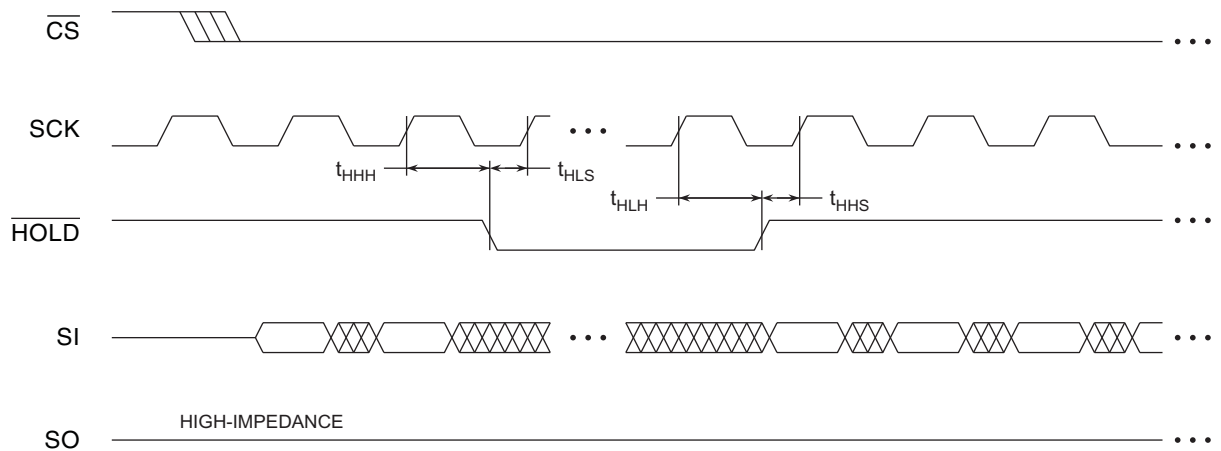 CS
SCK
tHHH
tHLS
tHLH
tHHS
HOLD
SI
HIGH-IMPEDANCE
SO